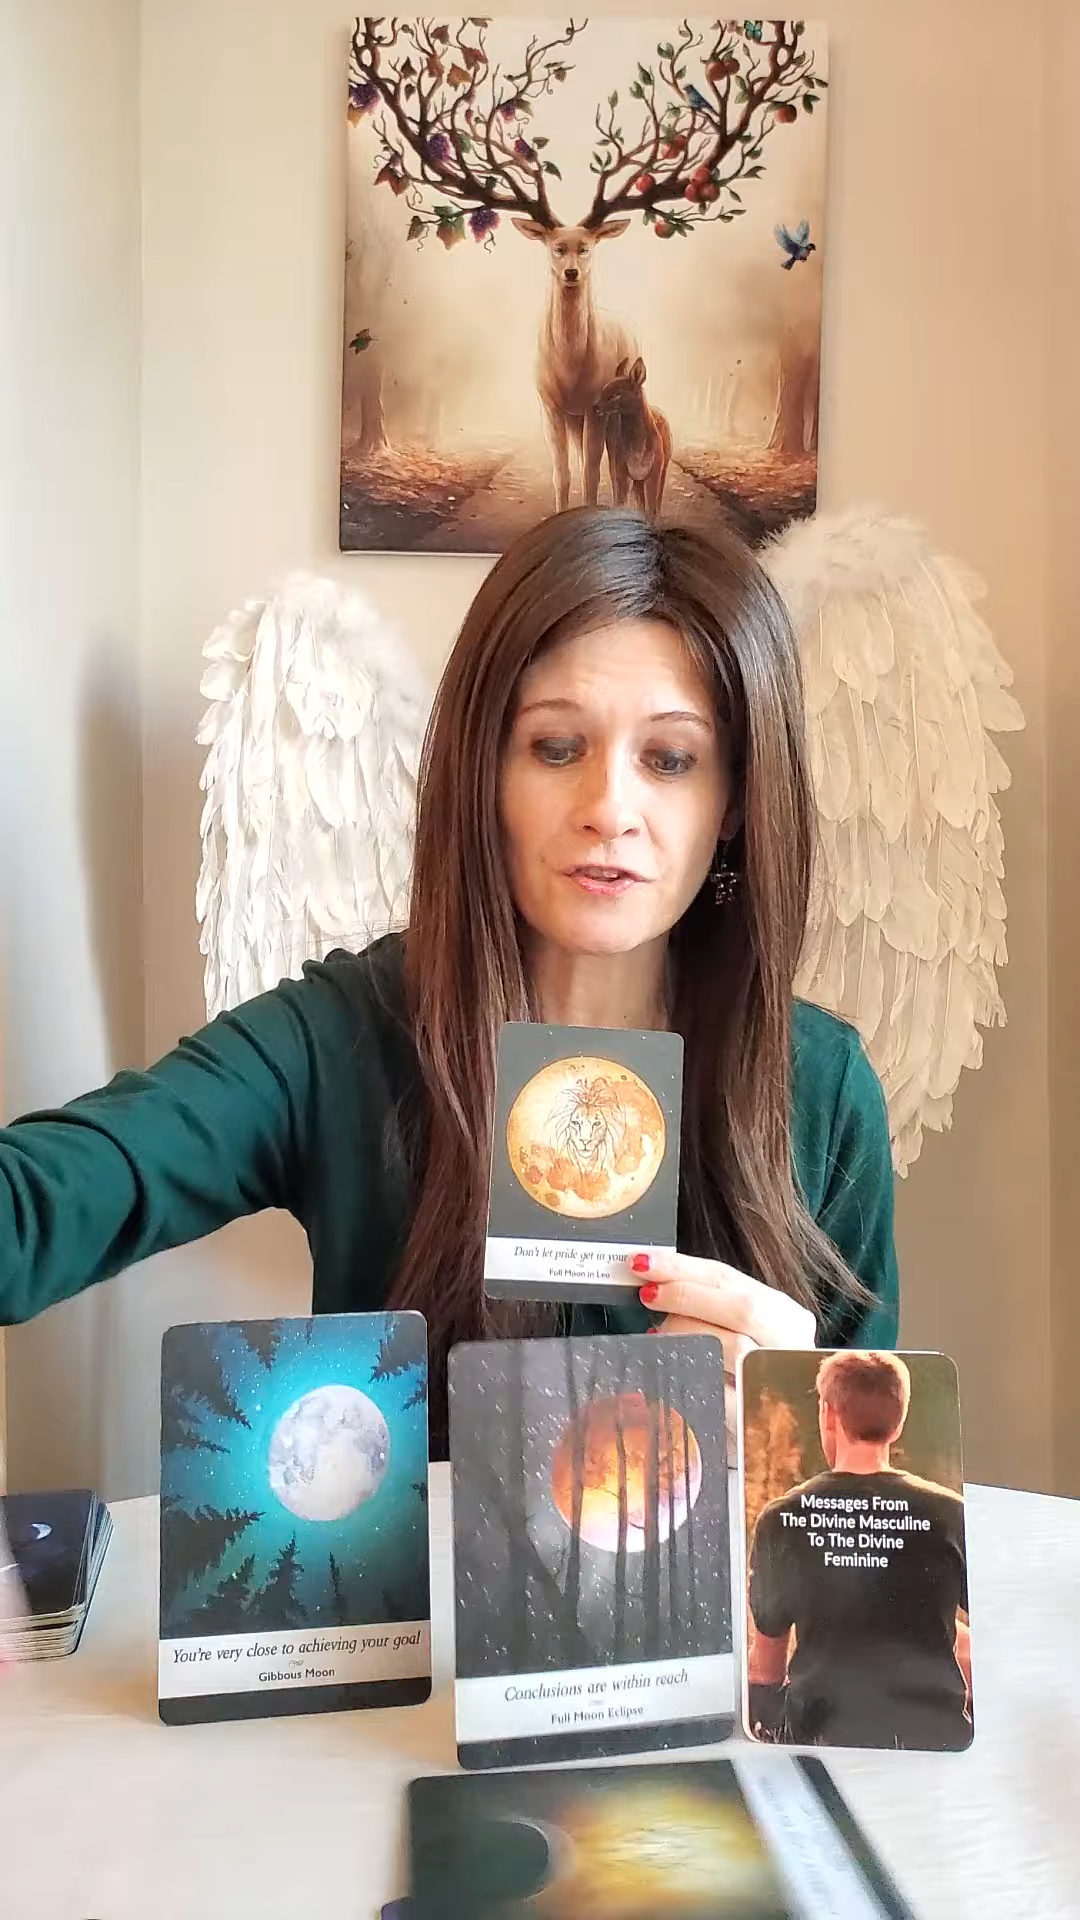 Don't let pride get in your
Full Moon in Leo
You're very close to achieving your goal
Gibbous Moon
Conclusions are within reach
Full Moon Eclipse
Messages From
The Divine Masculine
To The Divine
Feminine